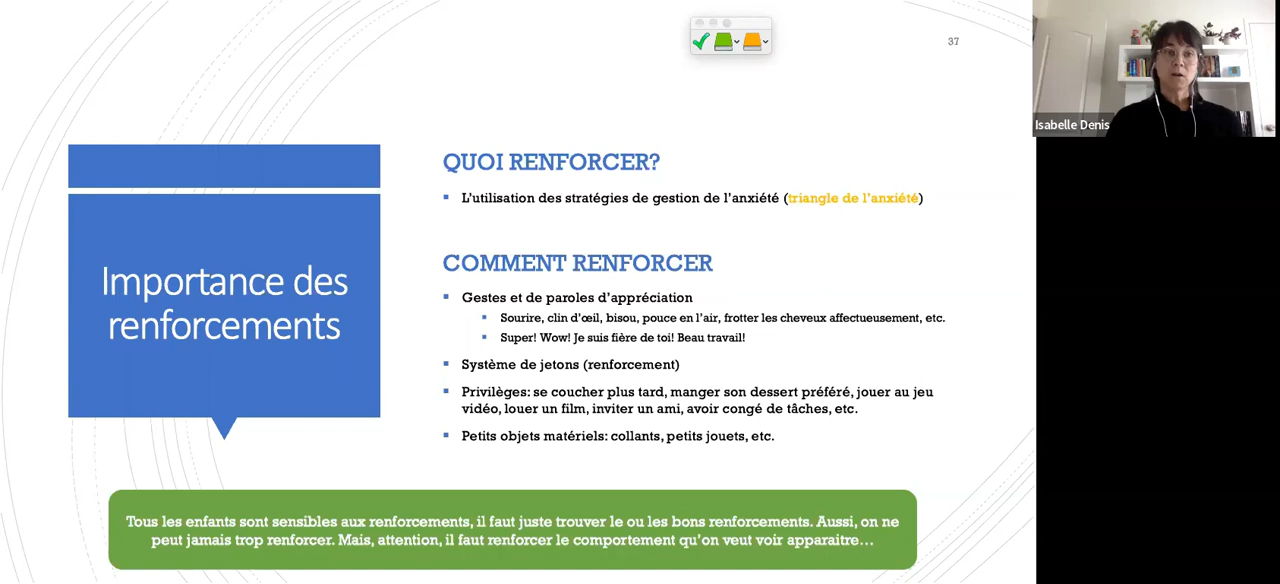 37
Isabelle Denis
Importance des
renforcements
QUOI RENFORCER?
L'utilisation des stratégies de gestion de l'anxiété (triangle de l'anxiété)
COMMENT RENFORCER
Gestes et de paroles d'appréciation
Sourire, clin d'œil, bisou, pouce en l'air, frotter les cheveux affectueusement, etc.
Super! Wow! Je suis fière de toi! Beau travail!
Système de jetons (renforcement)
Privilèges: se coucher plus tard, manger son dessert préféré, jouer au jeu
vidéo, louer un film, inviter un ami, avoir congé de tâches, etc.
Petits objets matériels: collants, petits jouets, etc.
Tous les enfants sont sensibles aux renforcements, il faut juste trouver le ou les bons renforcements. Aussi, on ne
peut jamais trop renforcer. Mais, attention, il faut renforcer le comportement qu'on veut voir apparaitre…